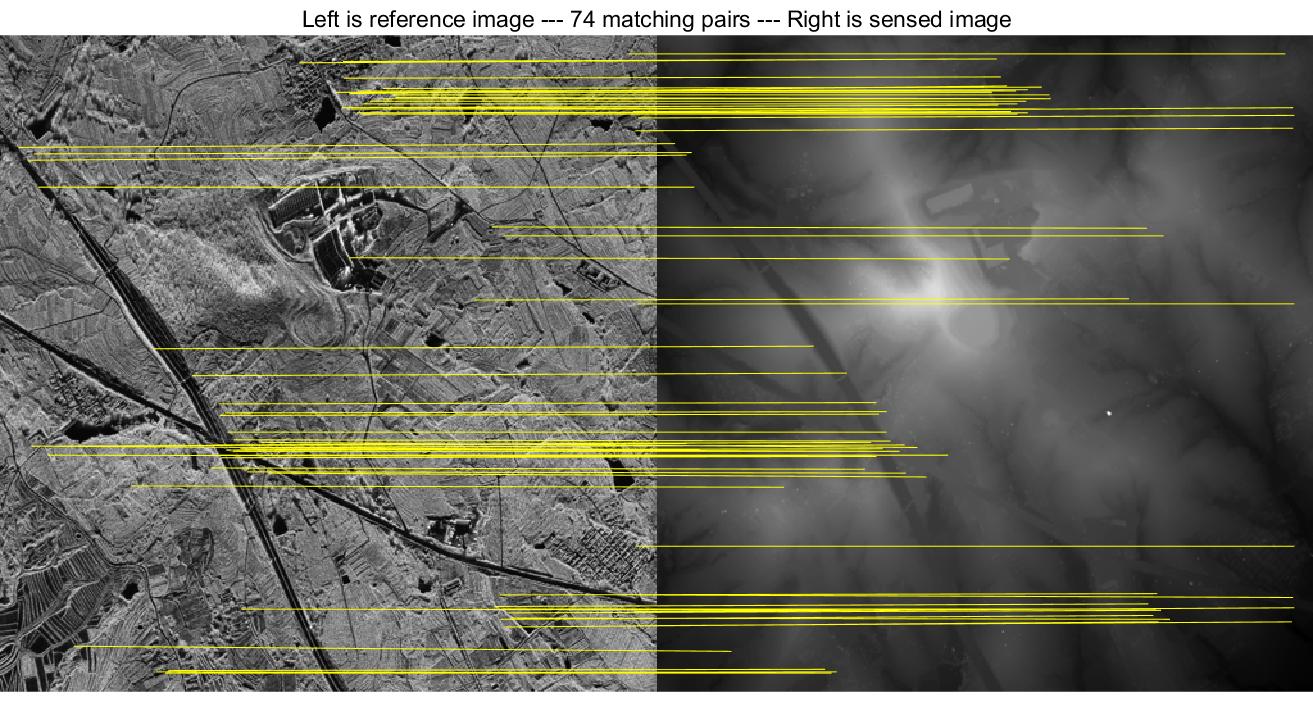 Left is reference image --- 74 matching pairs --- Right is sensed image